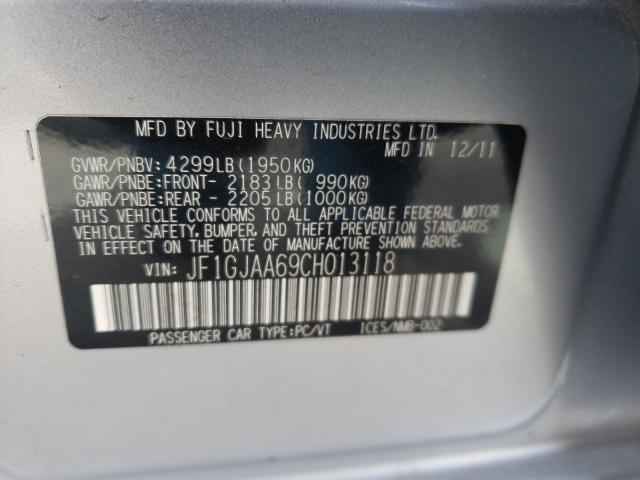 MFD BY FUJI HEAVY INDUSTRIES LTD.
MFD IN 12/11
GVWR/PNBV: 4299LB(1950KG)
GAWR/PNBE:FRONT- 2183LB( 990KG)
GAWR/PNBE:REAR - 2205LB(1000KG)
THIS VEHICLE CONFORMS TO ALL APPLICABLE FEDERAL MOTOR
VEHICLE SAFETY, BUMPER, AND THEFT PREVENTION STANDARDS
IN EFFECT ON THE DATE OF MANUFACTURE SHOWN ABOVE.
VIN: JF1GJAA69CH013118
PASSENGER CAR TYPE:PC/VT ICES/NMB-002